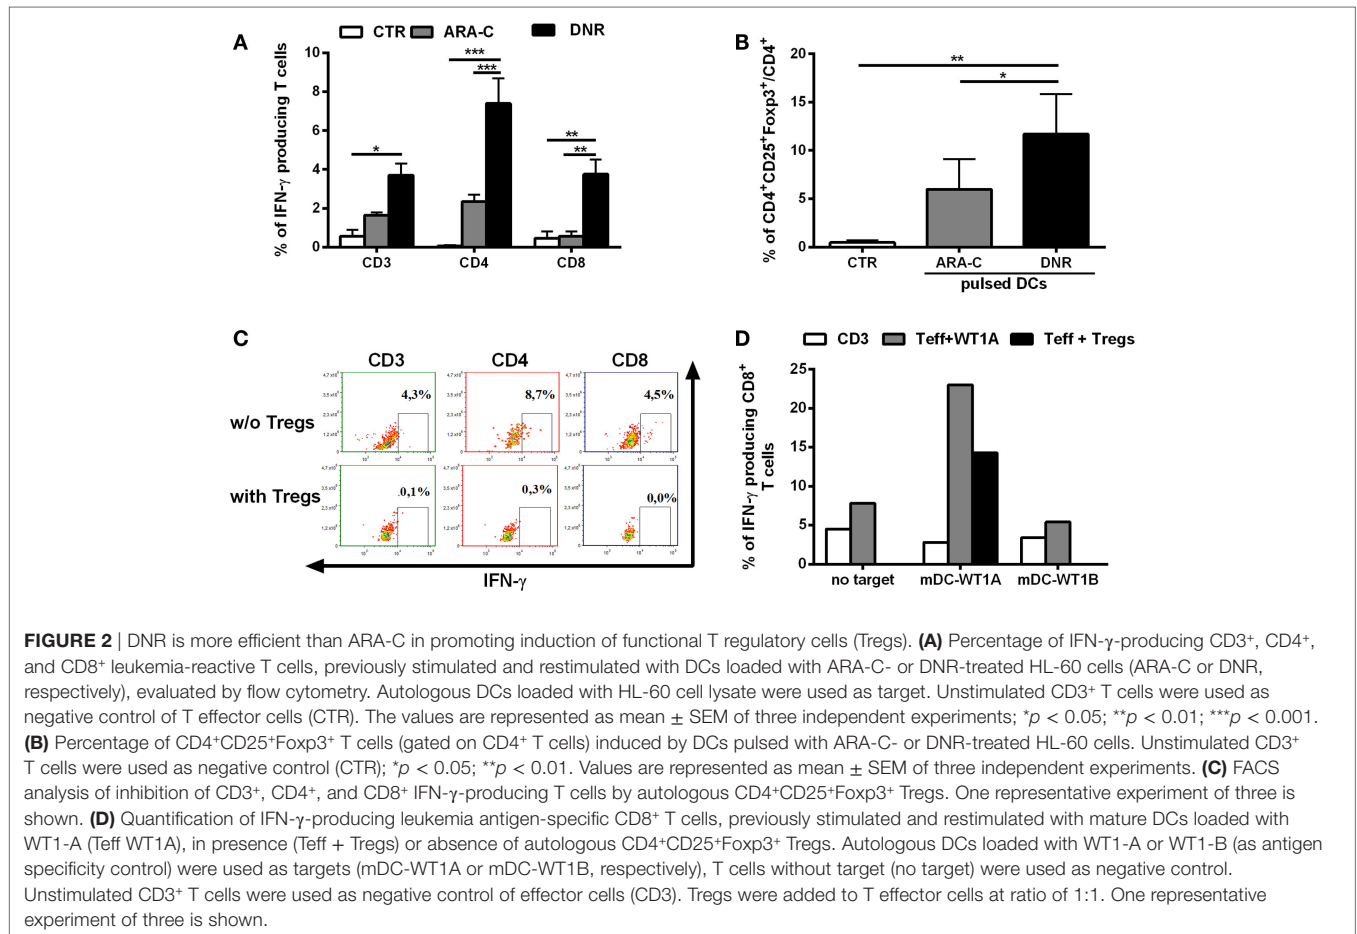 A
CTR ARA-C DNR
% of IFN-γ producing T cells
10
8
6
4
2
0
*
***
***
**
**
CD3 CD4 CD8
B
% of CD4+CD25+Foxp3+/CD4+
20
15
10
5
0
**
*
CTR ARA-C DNR
pulsed DCs
C
CD3 CD4 CD8
w/o Tregs
4,3% 8,7% 4,5%
with Tregs
0,1% 0,3% 0,0%
IFN-γ
D
CD3 Teff+WT1A Teff + Tregs
% of IFN-γ producing CD8+
T cells
25
20
15
10
5
0
no target mDC-WT1A mDC-WT1B
FIGURE 2 | DNR is more efficient than ARA-C in promoting induction of functional T regulatory cells (Tregs). (A) Percentage of IFN-γ-producing CD3+, CD4+,
and CD8+ leukemia-reactive T cells, previously stimulated and restimulated with DCs loaded with ARA-C- or DNR-treated HL-60 cells (ARA-C or DNR,
respectively), evaluated by flow cytometry. Autologous DCs loaded with HL-60 cell lysate were used as target. Unstimulated CD3+ T cells were used as
negative control of T effector cells (CTR). The values are represented as mean ± SEM of three independent experiments; *p < 0.05; **p < 0.01; ***p < 0.001.
(B) Percentage of CD4+CD25+Foxp3+ T cells (gated on CD4+ T cells) induced by DCs pulsed with ARA-C- or DNR-treated HL-60 cells. Unstimulated CD3+
T cells were used as negative control (CTR); *p < 0.05; **p < 0.01. Values are represented as mean ± SEM of three independent experiments. (C) FACS
analysis of inhibition of CD3+, CD4+, and CD8+ IFN-γ-producing T cells by autologous CD4+CD25+Foxp3+ Tregs. One representative experiment of three is
shown. (D) Quantification of IFN-γ-producing leukemia antigen-specific CD8+ T cells, previously stimulated and restimulated with mature DCs loaded with
WT1-A (Teff WT1A), in presence (Teff + Tregs) or absence of autologous CD4+CD25+Foxp3+ Tregs. Autologous DCs loaded with WT1-A or WT1-B (as antigen
specificity control) were used as targets (mDC-WT1A or mDC-WT1B, respectively), T cells without target (no target) were used as negative control.
Unstimulated CD3+ T cells were used as negative control of effector cells (CD3). Tregs were added to T effector cells at ratio of 1:1. One representative
experiment of three is shown.